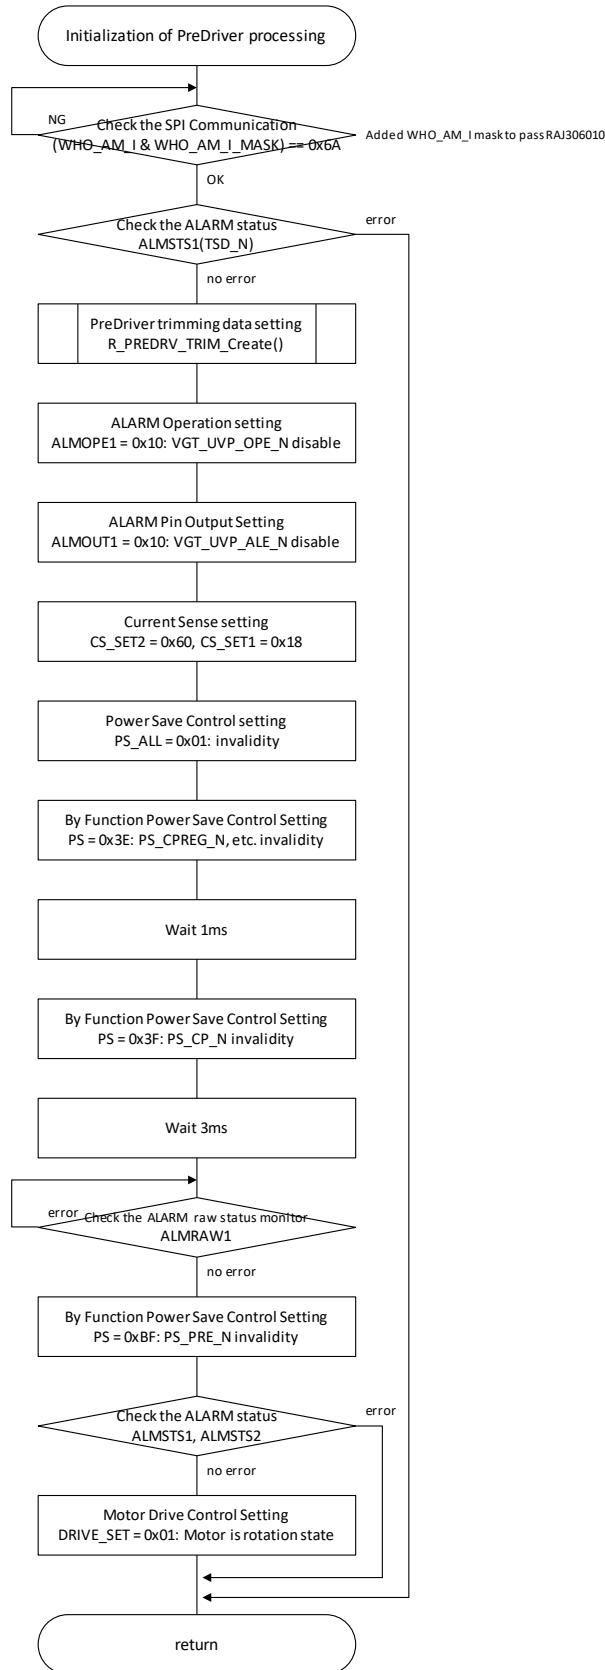 Initialization of PreDriver processing
NG
Check the SPI Communication
(WHO_AM_I & WHO_AM_I_MASK) == 0x6A
Added WHO_AM_I mask to pass RAJ306010
OK
Check the ALARM status
ALMSTS1(TSD_N)
error
no error
PreDriver trimming data setting
R_PREDRV_TRIM_Create()
ALARM Operation setting
ALMOPE1 = 0x10: VGT_UVP_OPE_N disable
ALARM Pin Output Setting
ALMOUT1 = 0x10: VGT_UVP_ALE_N disable
Current Sense setting
CS_SET2 = 0x60, CS_SET1 = 0x18
Power Save Control setting
PS_ALL = 0x01: invalidity
By Function Power Save Control Setting
PS = 0x3E: PS_CPREG_N, etc. invalidity
Wait 1ms
By Function Power Save Control Setting
PS = 0x3F: PS_CP_N invalidity
Wait 3ms
error
Check the ALARM raw status monitor
ALMRAW1
no error
By Function Power Save Control Setting
PS = 0xBF: PS_PRE_N invalidity
Check the ALARM status
ALMSTS1, ALMSTS2
error
no error
Motor Drive Control Setting
DRIVE_SET = 0x01: Motor is rotation state
return